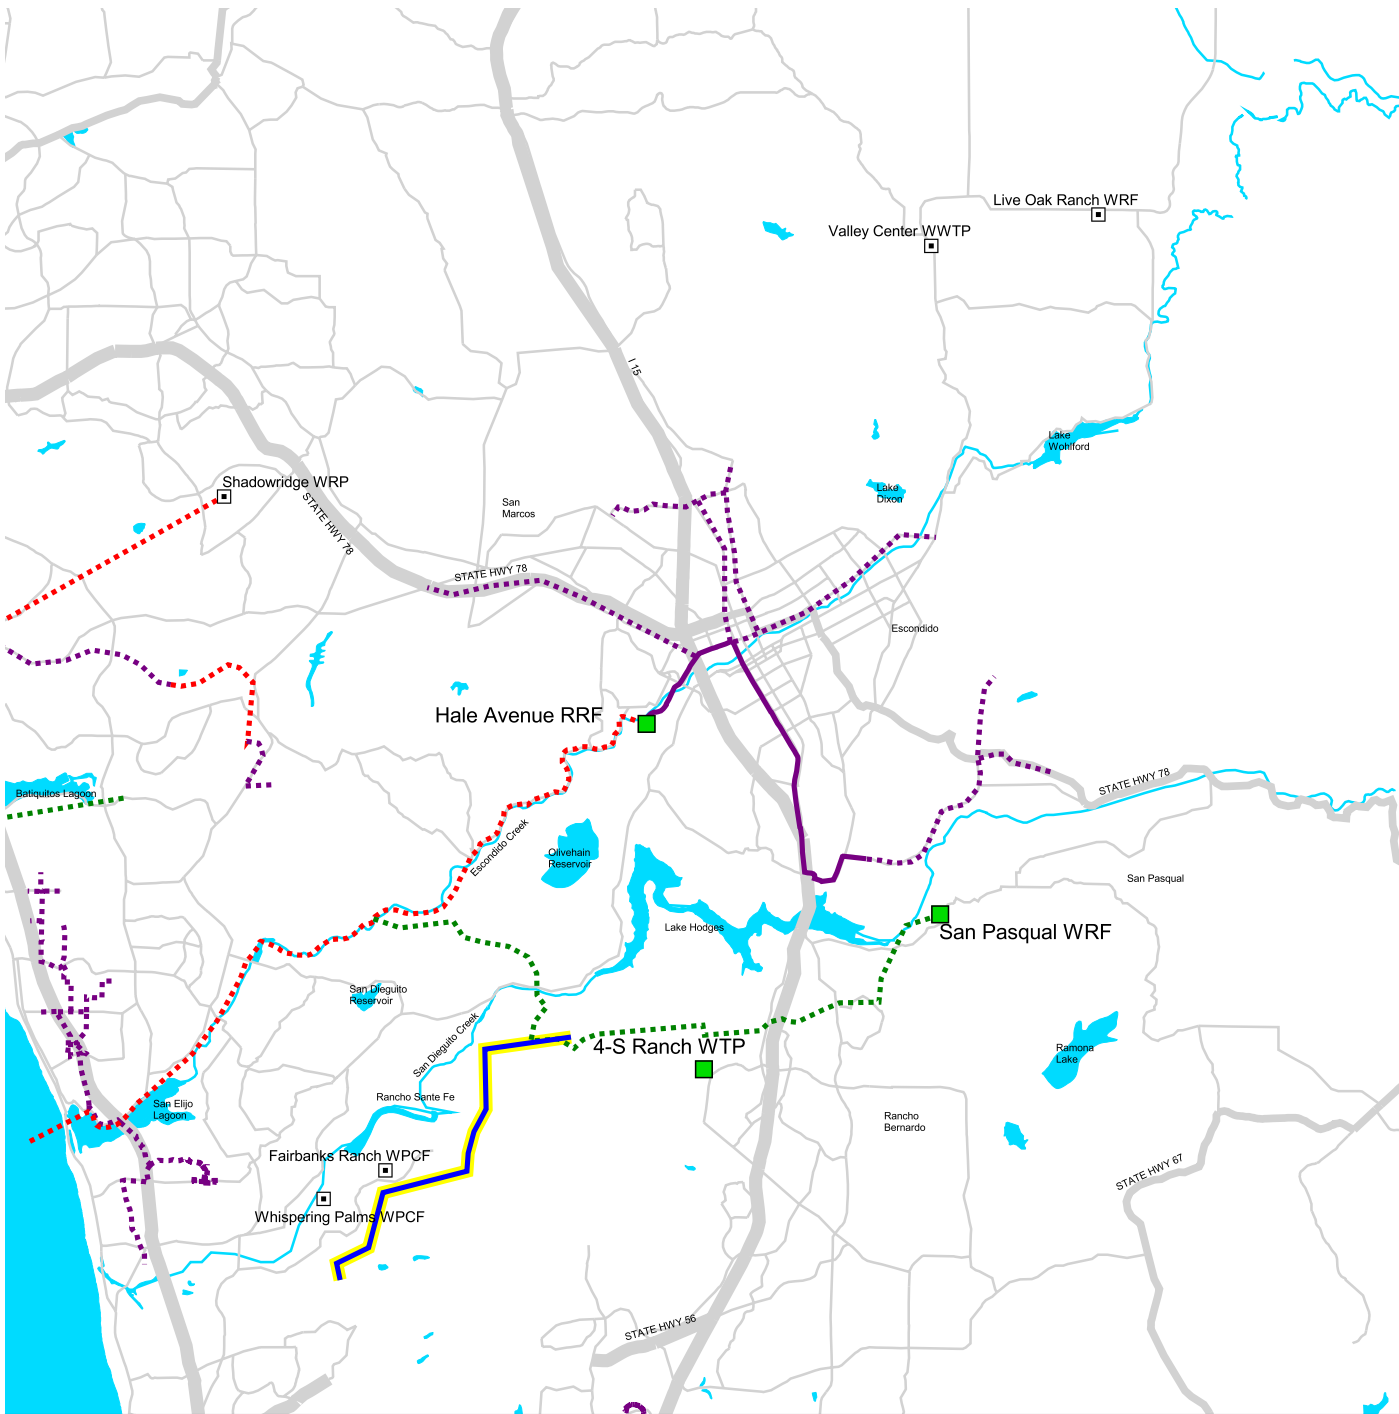 Live Oak Ranch WRF
Valley Center WWTP
I 15
Lake
Wohlford
Shadowridge WRP
STATE HWY 78
San
Marcos
Lake
Dixon
STATE HWY 78
Escondido
Hale Avenue RRF
STATE HWY 78
Batiquitos Lagoon
Escondido Creek
Olivehain
Reservoir
San Pasqual
Lake Hodges
San Pasqual WRF
San Dieguito
Reservoir
San Dieguito Creek
4-S Ranch WTP
Ramona
Lake
Rancho Sante Fe
San Elijo
Lagoon
Rancho
Bernardo
Fairbanks Ranch WPCF
STATE HWY 67
Whispering Palms WPCF
STATE HWY 56